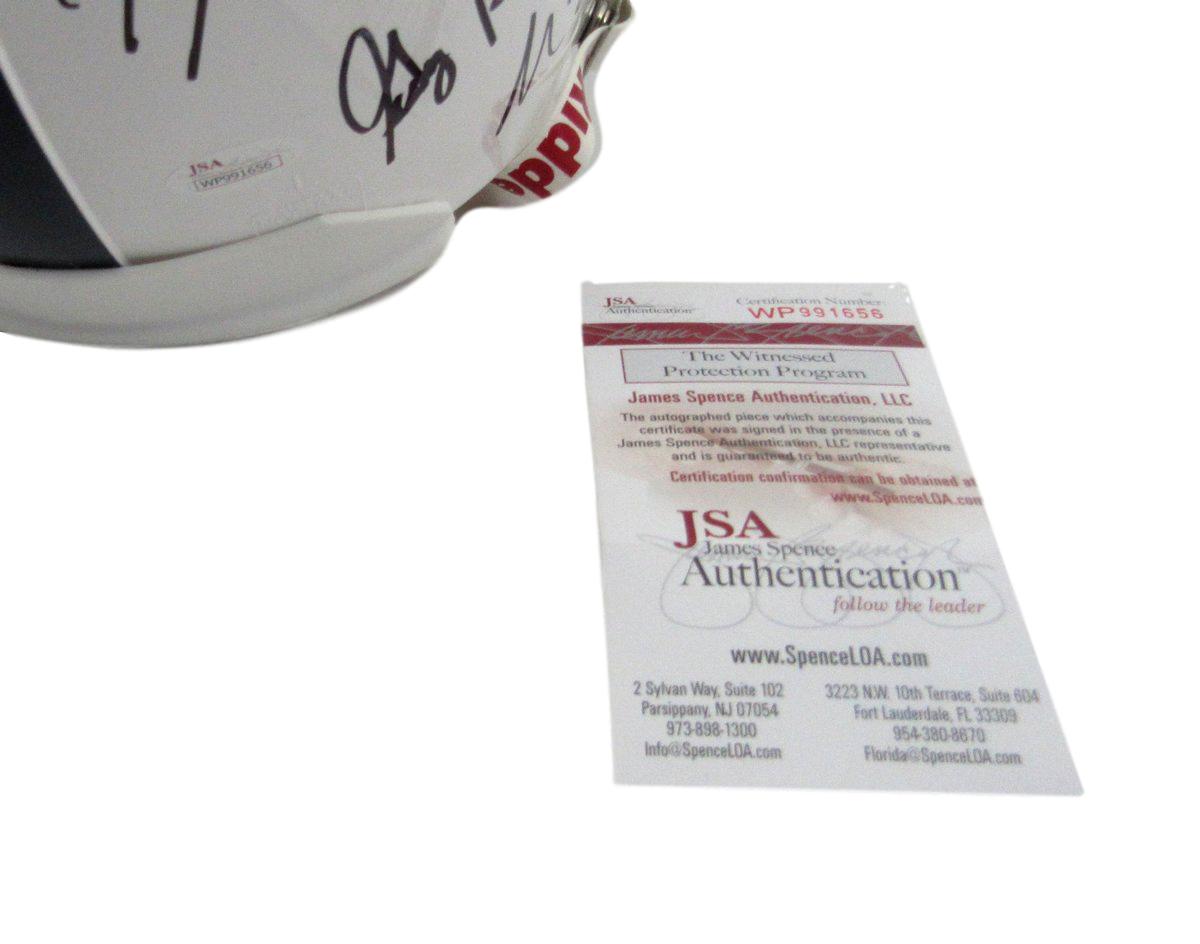 JSA
WP991656
JSA
Authentication™
Certification Number:
WP991656
The Witnessed
Protection Program
James Spence Authentication, LLC
The autographed piece which accompanies this
certificate was signed in the presence of a
James Spence Authentication, LLC representative
and is guaranteed to be authentic.
Certification confirmation can be obtained at
www.SpenceLOA.com
JSA
James Spence
Authentication™
follow the leader
www.SpenceLOA.com
2 Sylvan Way, Suite 102
Parsippany, NJ 07054
973-898-1300
Info@SpenceLOA.com
3223 N.W. 10th Terrace, Suite 604
Fort Lauderdale, FL 33309
954-380-8670
Florida@SpenceLOA.com